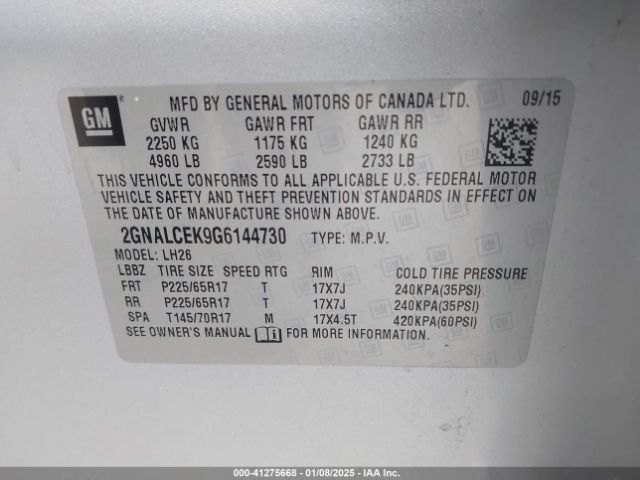 GM ®
MFD BY GENERAL MOTORS OF CANADA LTD. 09/15
GVWR GAWR FRT GAWR RR
2250 KG 1175 KG 1240 KG
4960 LB 2590 LB 2733 LB
THIS VEHICLE CONFORMS TO ALL APPLICABLE U.S. FEDERAL MOTOR
VEHICLE SAFETY AND THEFT PREVENTION STANDARDS IN EFFECT ON
THE DATE OF MANUFACTURE SHOWN ABOVE.
2GNALCEK9G6144730 TYPE: M.P.V.
MODEL: LH26
LBBZ TIRE SIZE SPEED RTG RIM COLD TIRE PRESSURE
FRT P225/65R17 T 17X7J 240KPA(35PSI)
RR P225/65R17 T 17X7J 240KPA(35PSI)
SPA T145/70R17 M 17X4.5T 420KPA(60PSI)
SEE OWNER'S MANUAL FOR MORE INFORMATION.
000-41275668 | 01/08/2025 | IAAI.COM